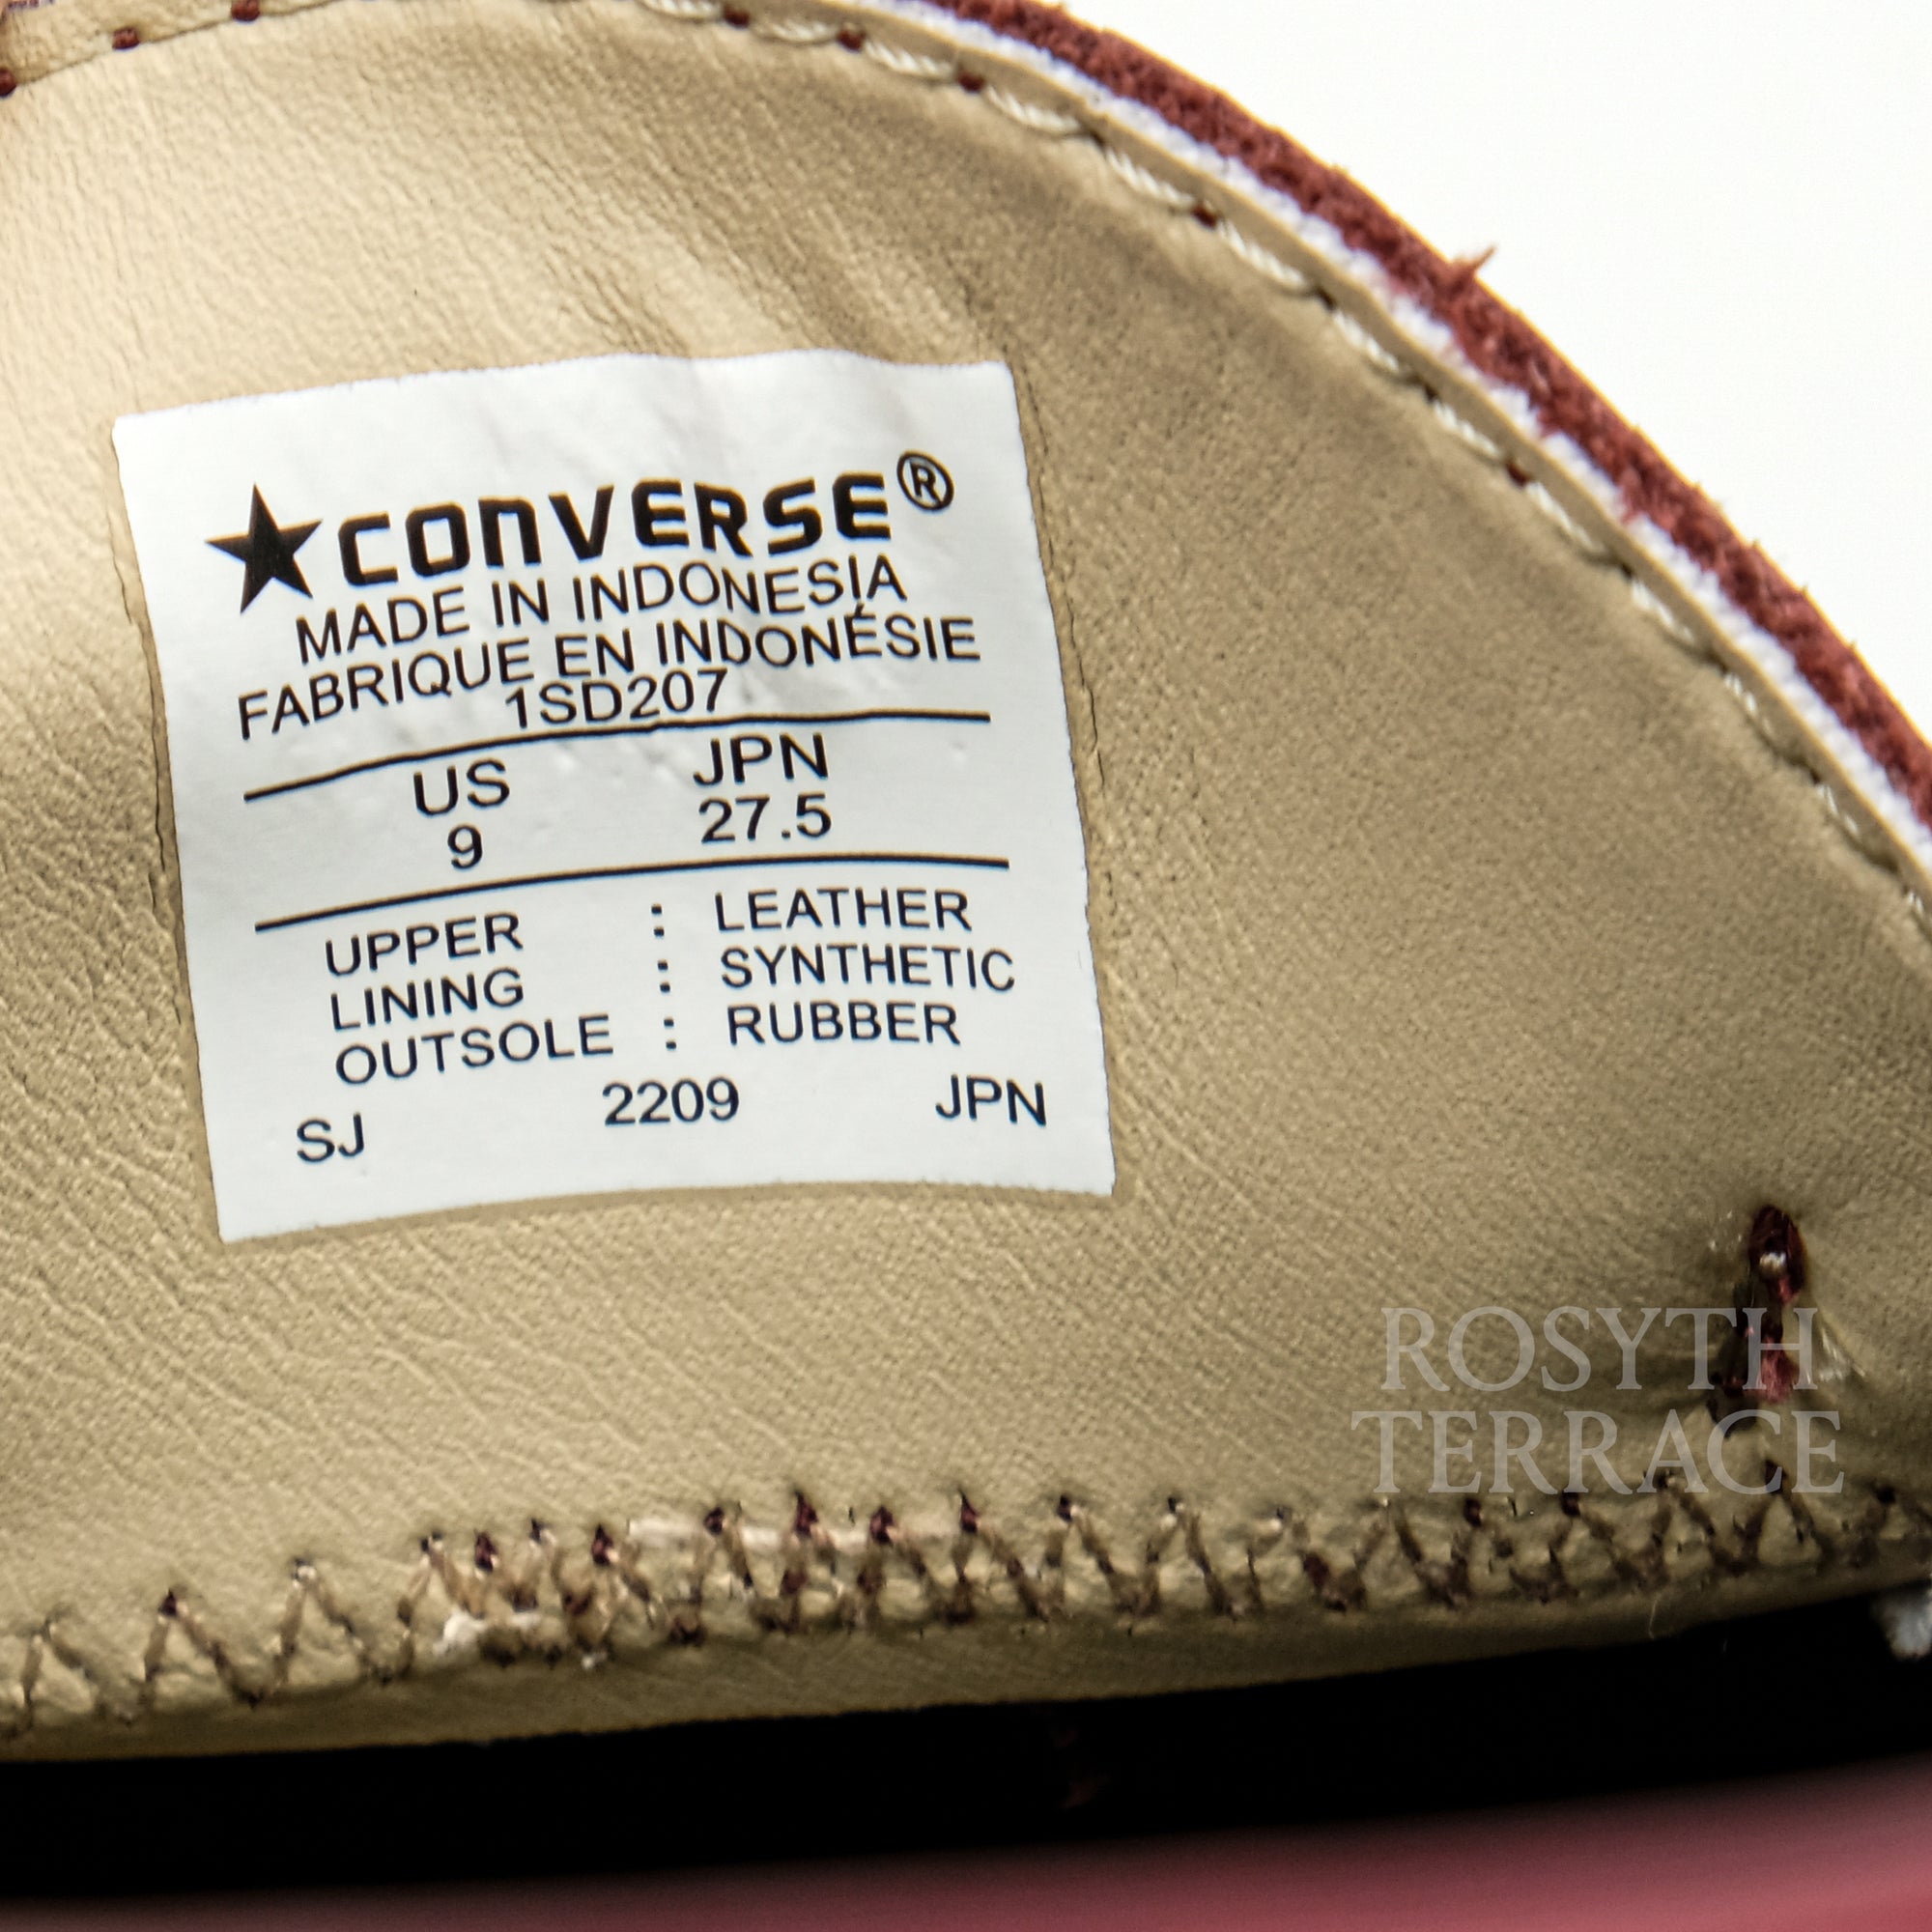 ★CONVERSE®
MADE IN INDONESIA
FABRIQUE EN INDONÉSIE
1SD207
US JPN
9 27.5
UPPER : LEATHER
LINING : SYNTHETIC
OUTSOLE : RUBBER
SJ 2209 JPN
ROSYTH
TERRACE